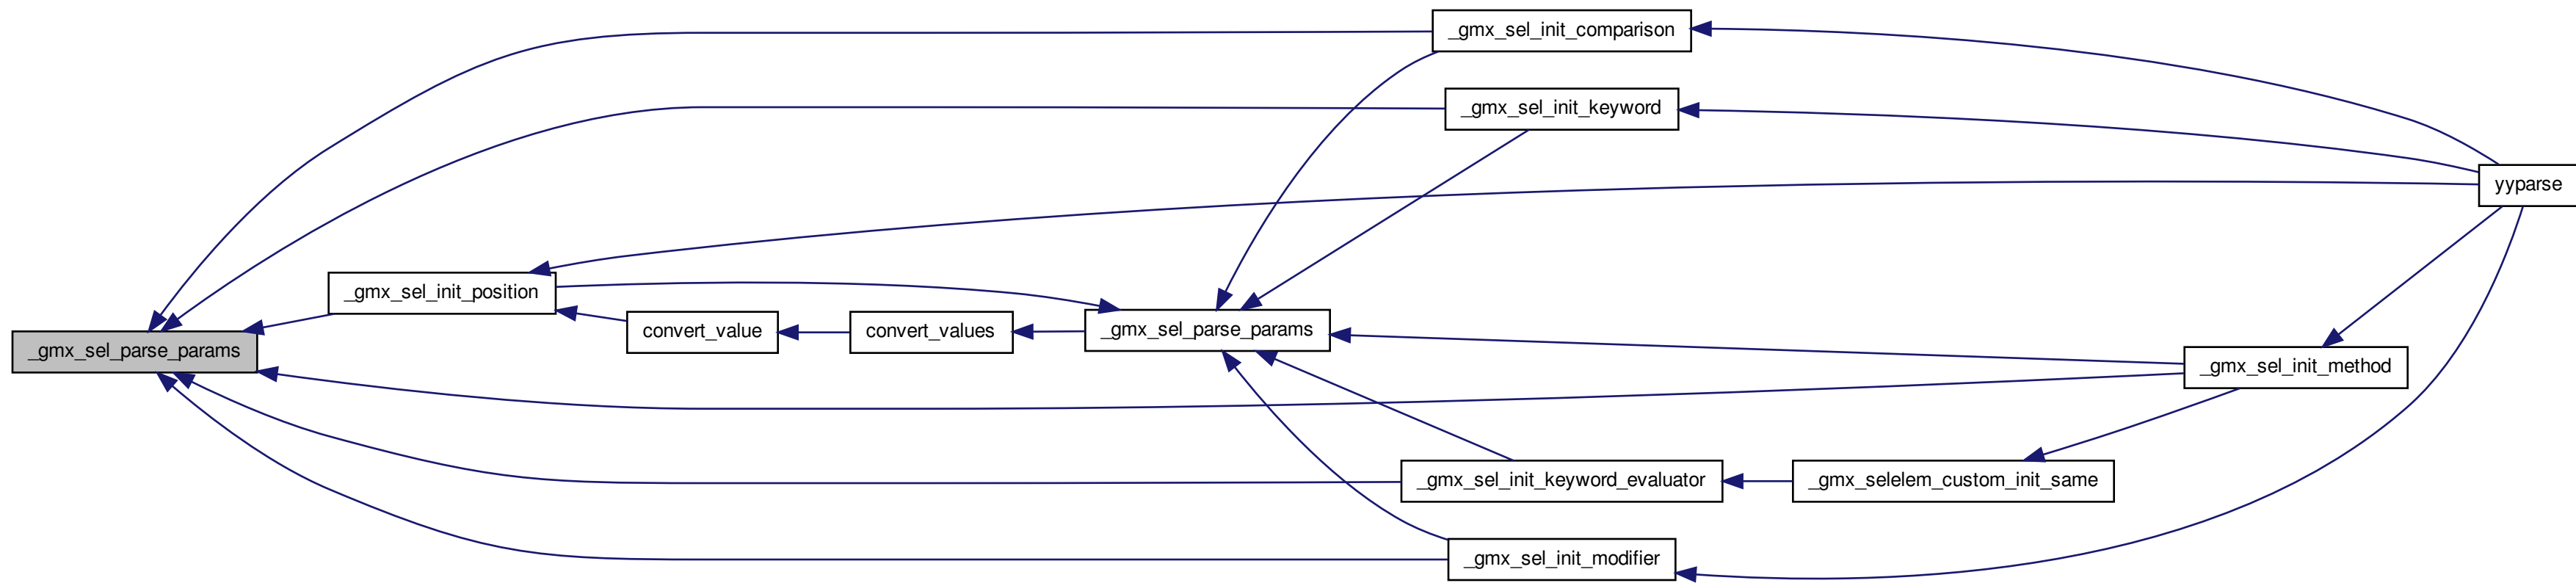 _gmx_sel_init_comparison
_gmx_sel_init_keyword
yyparse
_gmx_sel_init_position
convert_value
convert_values
_gmx_sel_parse_params
_gmx_sel_parse_params
_gmx_sel_init_method
_gmx_sel_init_keyword_evaluator
_gmx_selelem_custom_init_same
_gmx_sel_init_modifier